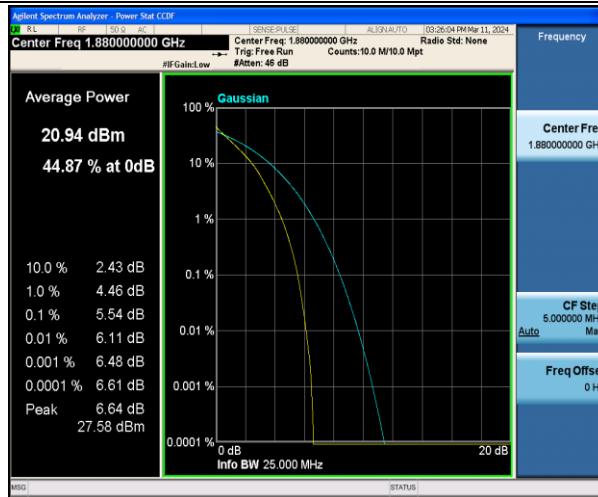 Agilent Spectrum Analyzer - Power Stat CCDF
RL RF 50 Ω AC SENSE:PULSE ALIGN AUTO 03:26:04 PM Mar 11, 2024
Center Freq 1.880000000 GHz
Center Freq: 1.880000000 GHz Radio Std: None
Trig: Free Run Counts:10.0 M/10.0 Mpt
#IFGain:Low #Atten: 46 dB
Frequency
Average Power
20.94 dBm
44.87 % at 0dB
10.0 % 2.43 dB
1.0 % 4.46 dB
0.1 % 5.54 dB
0.01 % 6.11 dB
0.001 % 6.48 dB
0.0001 % 6.61 dB
Peak 6.64 dB
27.58 dBm
Gaussian
100 %
10 %
1 %
0.1 %
0.01 %
0.001 %
0.0001 %
0 dB 20 dB
Info BW 25.000 MHz
Center Fre
1.880000000 GH
CF Ste
5.000000 MH
Auto Ma
Freq Offse
0 H
MSG STATUS